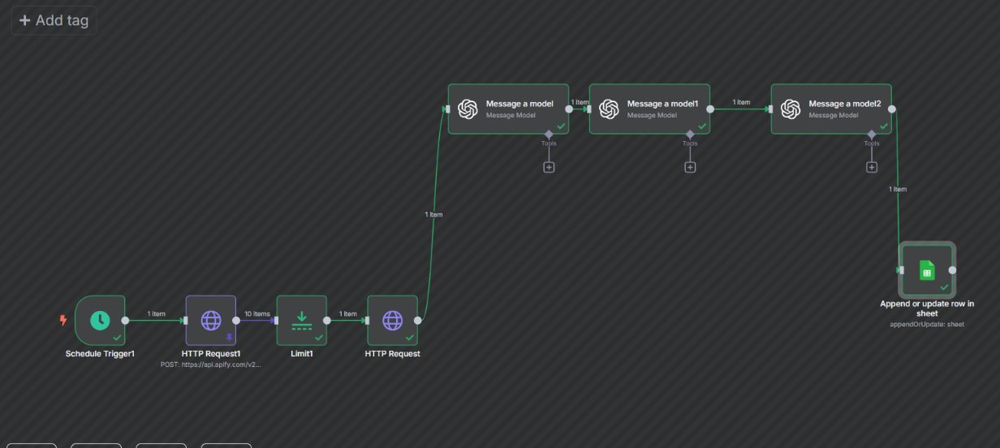 + Add tag
Message a model
Message Model
Tools
1 item
Message a model1
Message Model
Tools
1 item
Message a model2
Message Model
Tools
1 item
1 item
1 item
10 items
1 item
Schedule Trigger1
HTTP Request1
POST: https://api.apify.com/v2...
Limit1
HTTP Request
Append or update row in
sheet
appendOrUpdate: sheet